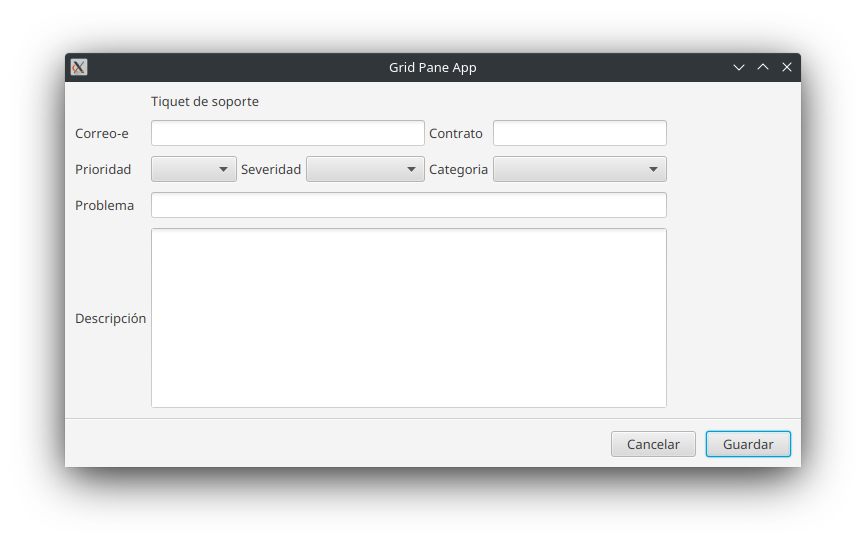 Grid Pane App
Tiquet de soporte
Correo-e Contrato
Prioridad Severidad Categoria
Problema
Descripción
Cancelar Guardar